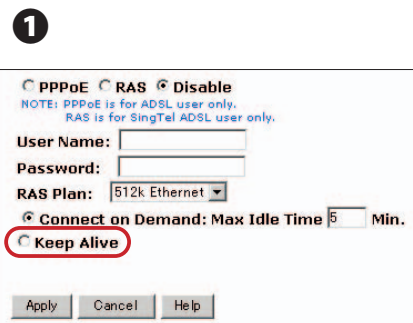 1
PPPoE RAS Disable
NOTE: PPPoE is for ADSL user only.
RAS is for SingTel ADSL user only.
User Name:
Password:
RAS Plan: 512k Ethernet
Connect on Demand: Max Idle Time 5 Min.
Keep Alive
Apply Cancel Help